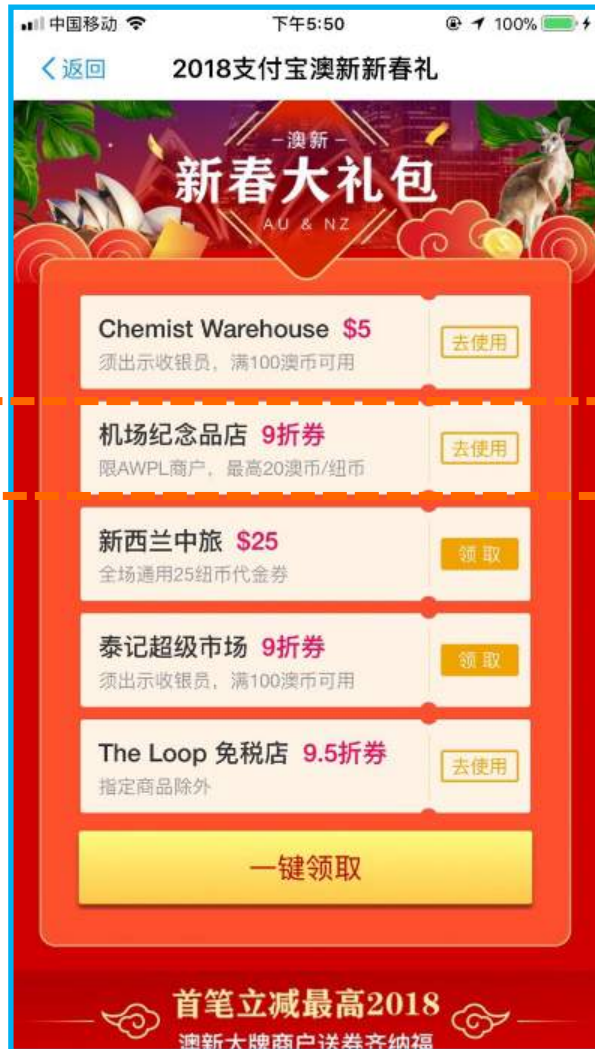 中国移动 下午5:50 100%
返回 2018支付宝澳新新春礼
澳新
新春大礼包
AU & NZ
Chemist Warehouse $5
须出示收银员，满100澳币可用
去使用
机场纪念品店 9折券
限AWPL商户，最高20澳币/纽币
去使用
新西兰中旅 $25
全场通用25纽币代金券
领取
泰记超级市场 9折券
须出示收银员，满100澳币可用
领取
The Loop 免税店 9.5折券
指定商品除外
去使用
一键领取
首笔立减最高2018
澳新大牌商户送券齐纳福